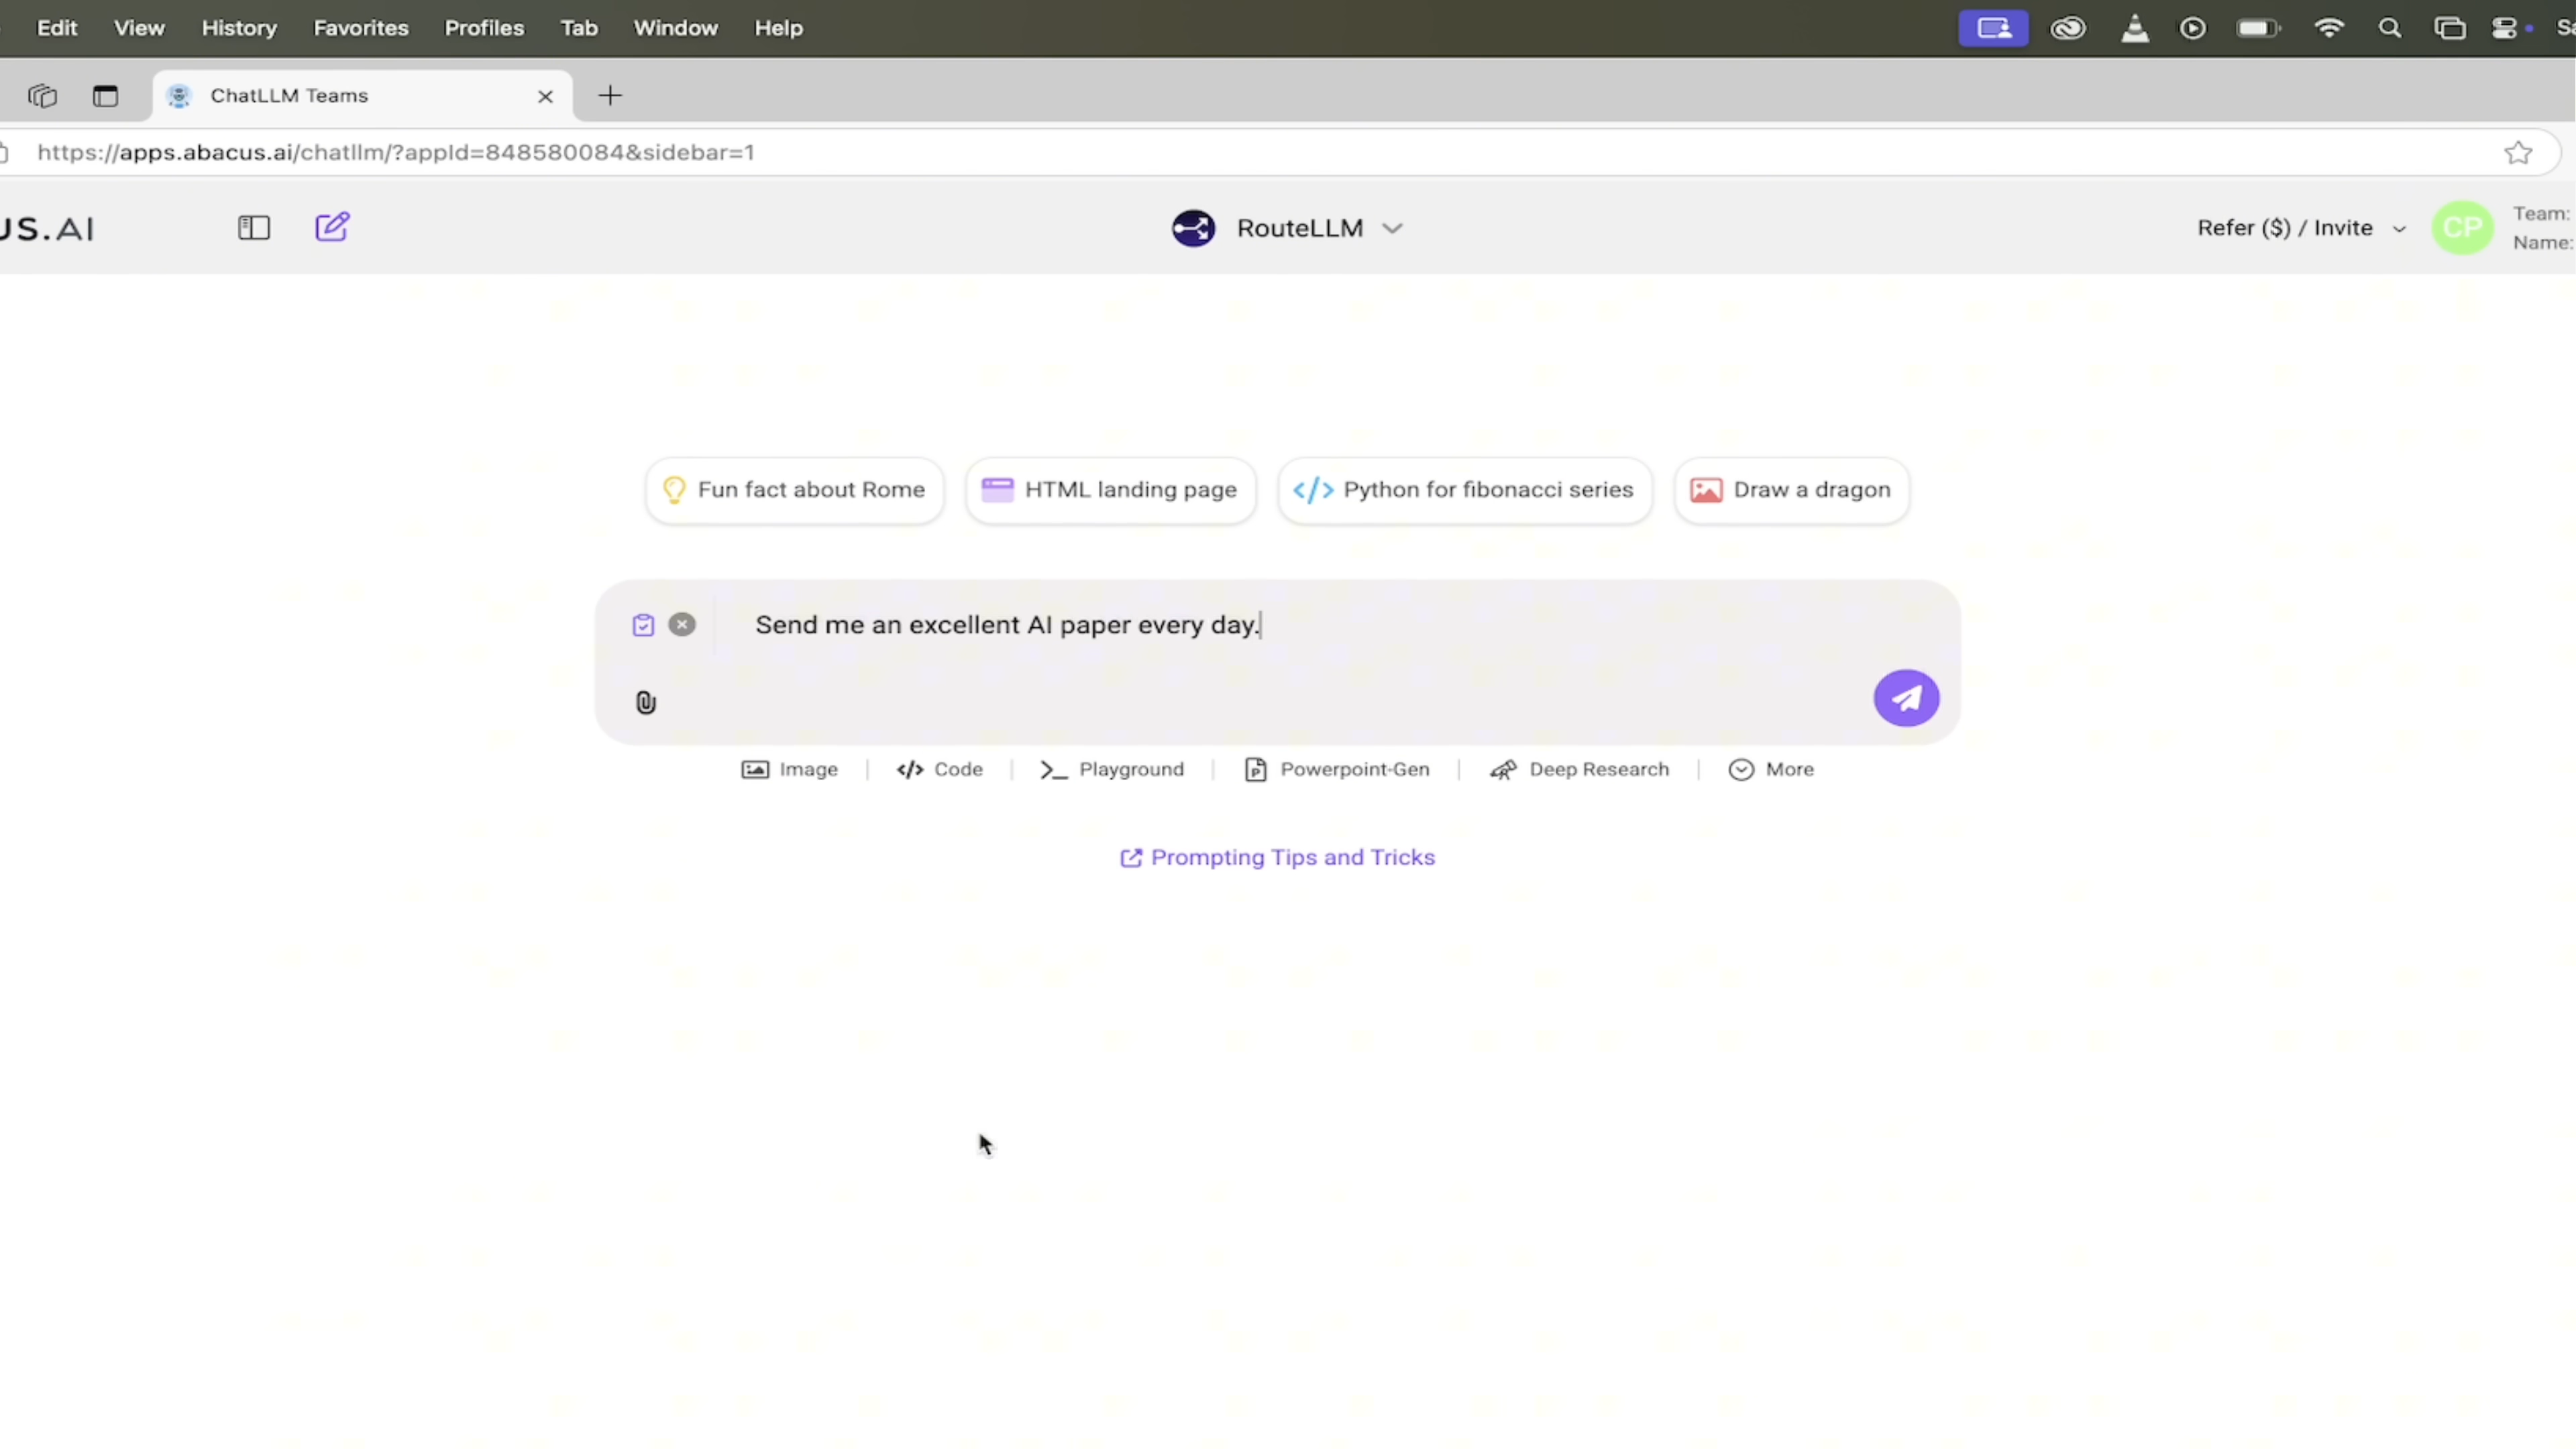 Edit View History Favorites Profiles Tab Window Help
ChatLLM Teams
https://apps.abacus.ai/chatllm/?appId=848580084&sidebar=1
US.AI
RouteLLM
Refer ($) / Invite
CP
Team:
Name:
Fun fact about Rome
HTML landing page
Python for fibonacci series
Draw a dragon
Send me an excellent AI paper every day.
Image
Code
Playground
Powerpoint-Gen
Deep Research
More
Prompting Tips and Tricks